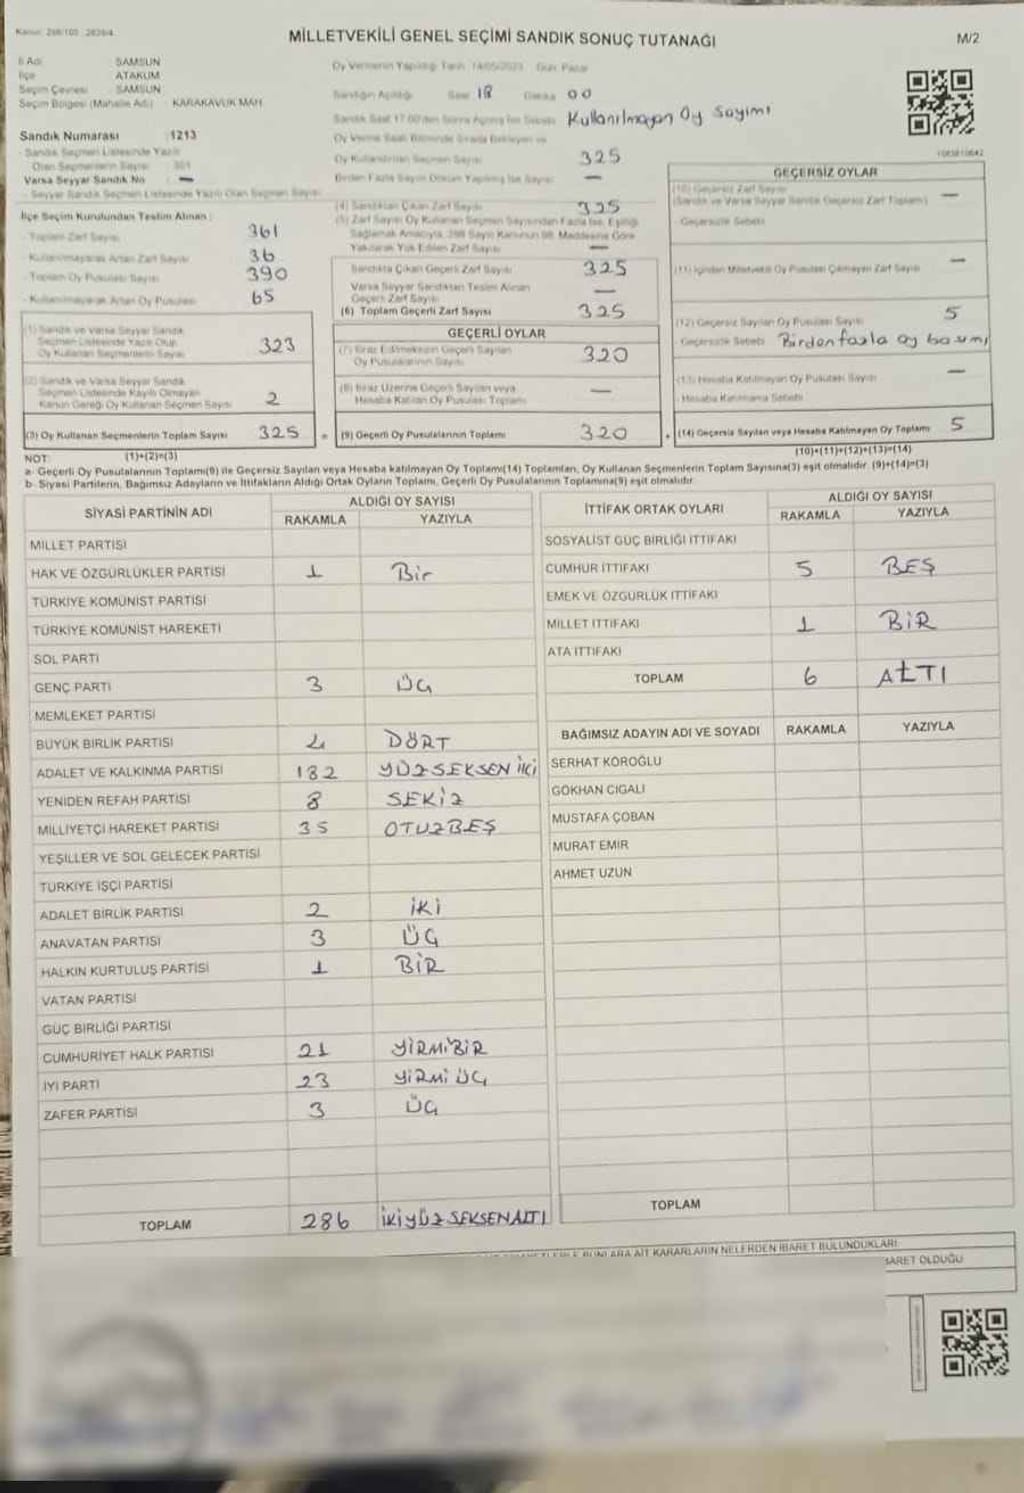 Kanun: 298/105
MİLLETVEKİLİ GENEL SEÇİMİ SANDIK SONUÇ TUTANAĞI
M/2
İl Adı SAMSUN
İlçe ATAKUM
Seçim Çevresi SAMSUN
Seçim Bölgesi (Mahalle Adı) KARAKAVUK MAH.
Sandık Numarası : 1213
Sandık Seçmen Listesinde Yazılı
Olan Seçmenlerin Sayısı
Varsa Seyyar Sandık No : —
Seyyar Sandık Seçmen Listesinde Yazılı Olan Seçmen Sayısı
İlçe Seçim Kurulundan Teslim Alınan :
- Toplam Zarf Sayısı 361
- Kullanılmayarak Artan Zarf Sayısı 36
- Toplam Oy Pusulası Sayısı 390
- Kullanılmayarak Artan Oy Pusulası 65
(1) Sandık ve Varsa Seyyar Sandık
Seçmen Listesinde Yazılı Olup
Oy Kullanan Seçmenlerin Sayısı 323
(2) Sandık ve Varsa Seyyar Sandık
Seçmen Listesinde Kayıtlı Olmayan
Kanun Gereği Oy Kullanan Seçmen Sayısı 2
(3) Oy Kullanan Seçmenlerin Toplam Sayısı 325
(1)+(2)=(3)
Oy Vermenin Yapıldığı Tarih 14/05/2023 Gün: Pazar
Sandığın Açıldığı Saat 18 Dakika 00
Sandık Saat 17:00'den Sonra Açılmış İse Sebebi Kullanılmayan Oy Sayımı
Oy Kullandırılan Seçmen Sayısı 325
Birden Fazla Sayım Döküm Yapılmış İse Sayısı —
(4) Sandıktan Çıkan Zarf Sayısı 325
(5) Zarf Sayısı Oy Kullanan Seçmen Sayısından Fazla İse, Eşitliği
Sağlamak Amacıyla, 298 Sayılı Kanunun 98. Maddesine Göre
Yakılarak Yok Edilen Zarf Sayısı —
Sandıkta Çıkan Geçerli Zarf Sayısı 325
Varsa Seyyar Sandıktan Teslim Alınan
Geçerli Zarf Sayısı —
(6) Toplam Geçerli Zarf Sayısı 325
GEÇERLİ OYLAR
(7) İtiraz Edilmeksizin Geçerli Sayılan
Oy Pusulalarının Sayısı 320
(8) İtiraz Üzerine Geçerli Sayılan veya
Hesaba Katılan Oy Pusulası Toplamı —
= (9) Geçerli Oy Pusulalarının Toplamı 320
GEÇERSİZ OYLAR
(10) Geçersiz Zarf Sayısı
(Sandık ve Varsa Seyyar Sandık Geçersiz Zarf Toplamı) —
Geçersizlik Sebebi
(11) İçinden Milletvekili Oy Pusulası Çıkmayan Zarf Sayısı —
(12) Geçersiz Sayılan Oy Pusulası Sayısı 5
Geçersizlik Sebebi Birden fazla oy basımı
(13) Hesaba Katılmayan Oy Pusulası Sayısı —
Hesaba Katılmama Sebebi
+ (14) Geçersiz Sayılan veya Hesaba Katılmayan Oy Toplamı 5
(10)+(11)+(12)+(13)=(14)
NOT:
a- Geçerli Oy Pusulalarının Toplamı(9) ile Geçersiz Sayılan veya Hesaba katılmayan Oy Toplamı(14) Toplamları, Oy Kullanan Seçmenlerin Toplam Sayısına(3) eşit olmalıdır. (9)+(14)=(3)
b- Siyasi Partilerin, Bağımsız Adayların ve İttifakların Aldığı Ortak Oyların Toplamı, Geçerli Oy Pusulalarının Toplamına(9) eşit olmalıdır.
SİYASİ PARTİNİN ADI ALDIĞI OY SAYISI
RAKAMLA YAZIYLA
MİLLET PARTİSİ
HAK VE ÖZGÜRLÜKLER PARTİSİ 1 Bir
TÜRKİYE KOMÜNİST PARTİSİ
TÜRKİYE KOMÜNİST HAREKETİ
SOL PARTİ
GENÇ PARTİ 3 ÜÇ
MEMLEKET PARTİSİ
BÜYÜK BİRLİK PARTİSİ 4 DÖRT
ADALET VE KALKINMA PARTİSİ 182 YÜZSEKSEN İKİ
YENİDEN REFAH PARTİSİ 8 SEKİZ
MİLLİYETÇİ HAREKET PARTİSİ 35 OTUZBEŞ
YEŞİLLER VE SOL GELECEK PARTİSİ
TÜRKİYE İŞÇİ PARTİSİ
ADALET BİRLİK PARTİSİ 2 İKİ
ANAVATAN PARTİSİ 3 ÜÇ
HALKIN KURTULUŞ PARTİSİ 1 BİR
VATAN PARTİSİ
GÜÇ BİRLİĞİ PARTİSİ
CUMHURİYET HALK PARTİSİ 21 YİRMİBİR
İYİ PARTİ 23 YİRMİ ÜÇ
ZAFER PARTİSİ 3 ÜÇ
TOPLAM 286 İKİYÜZ SEKSENALTI
İTTİFAK ORTAK OYLARI ALDIĞI OY SAYISI
RAKAMLA YAZIYLA
SOSYALİST GÜÇ BİRLİĞİ İTTİFAKI
CUMHUR İTTİFAKI 5 BEŞ
EMEK VE ÖZGÜRLÜK İTTİFAKI
MİLLET İTTİFAKI 1 BİR
ATA İTTİFAKI
TOPLAM 6 ALTI
BAĞIMSIZ ADAYIN ADI VE SOYADI RAKAMLA YAZIYLA
SERHAT KÖROĞLU
GÖKHAN CIGALI
MUSTAFA ÇOBAN
MURAT EMİR
AHMET UZUN
TOPLAM
BUNLARA AİT KARARLARIN NELERDEN İBARET BULUNDUKLARI
İBARET OLDUĞU